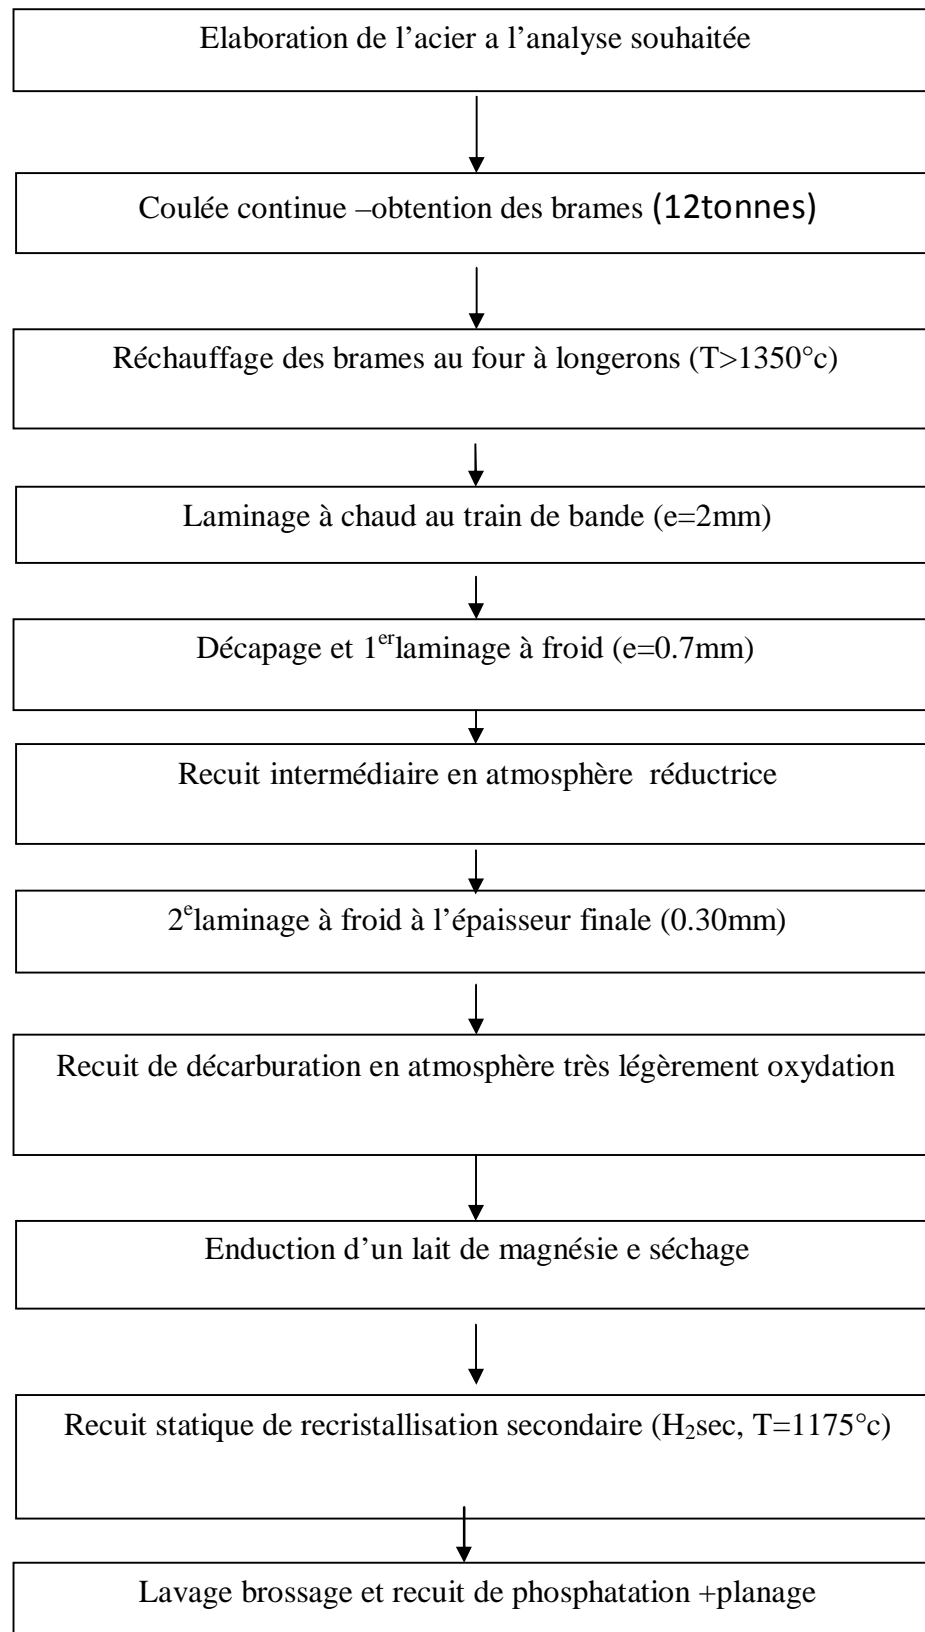 Elaboration de l’acier a l’analyse souhaitée
Coulée continue –obtention des brames (12tonnes)
Réchauffage des brames au four à longerons (T>1350°c)
Laminage à chaud au train de bande (e=2mm)
Décapage et 1erlaminage à froid (e=0.7mm)
Recuit intermédiaire en atmosphère  réductrice
2elaminage à froid à l’épaisseur finale (0.30mm)
Recuit de décarburation en atmosphère très légèrement oxydation
Enduction d’un lait de magnésie e séchage
Recuit statique de recristallisation secondaire (H2sec, T=1175°c)
Lavage brossage et recuit de phosphatation +planage